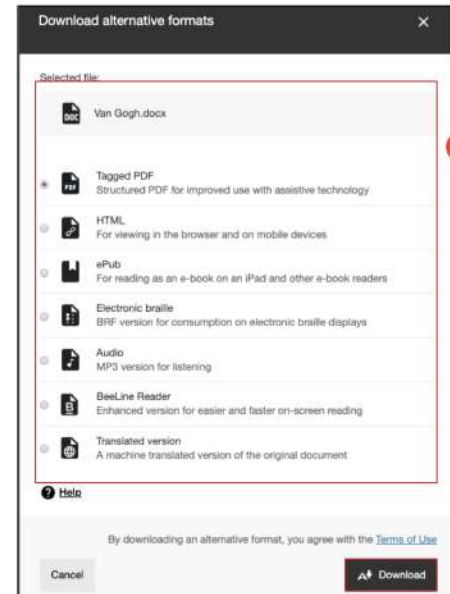 Download alternative formats
Selected file:
DOC
Van Gogh.docx
Tagged PDF
PDF
Structured PDF for improved use with assistive technology
HTML
For viewing in the browser and on mobile devices
ePub
For reading as an e-book on an iPad and other e-book readers
Electronic braille
BRF version for consumption on electronic braille displays
Audio
MP3 version for listening
BeeLine Reader
B
Enhanced version for easier and faster on-screen reading
Translated version
A machine translated version of the original document
? Help
By downloading an alternative format, you agree with the Terms of Use
Cancel
Download